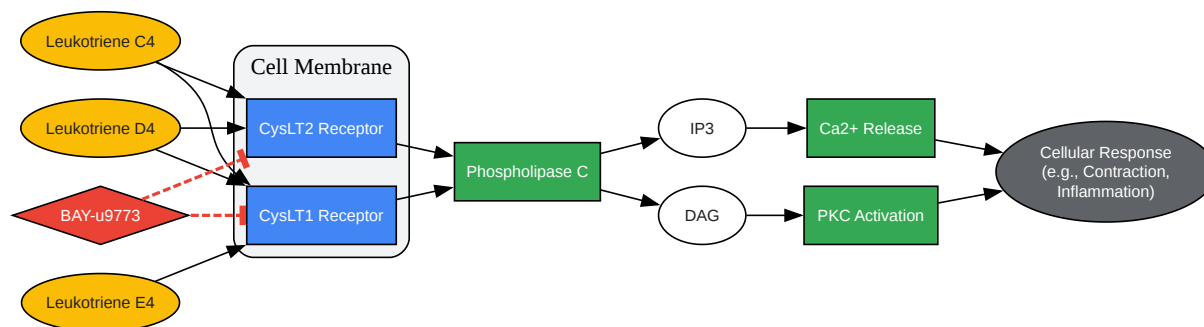 Leukotriene C4
Cell Membrane
CysLT2 Receptor
Leukotriene D4
IP3
Ca2+ Release
Phospholipase C
Cellular Response
(e.g., Contraction,
Inflammation)
BAY-u9773
CysLT1 Receptor
DAG
PKC Activation
Leukotriene E4